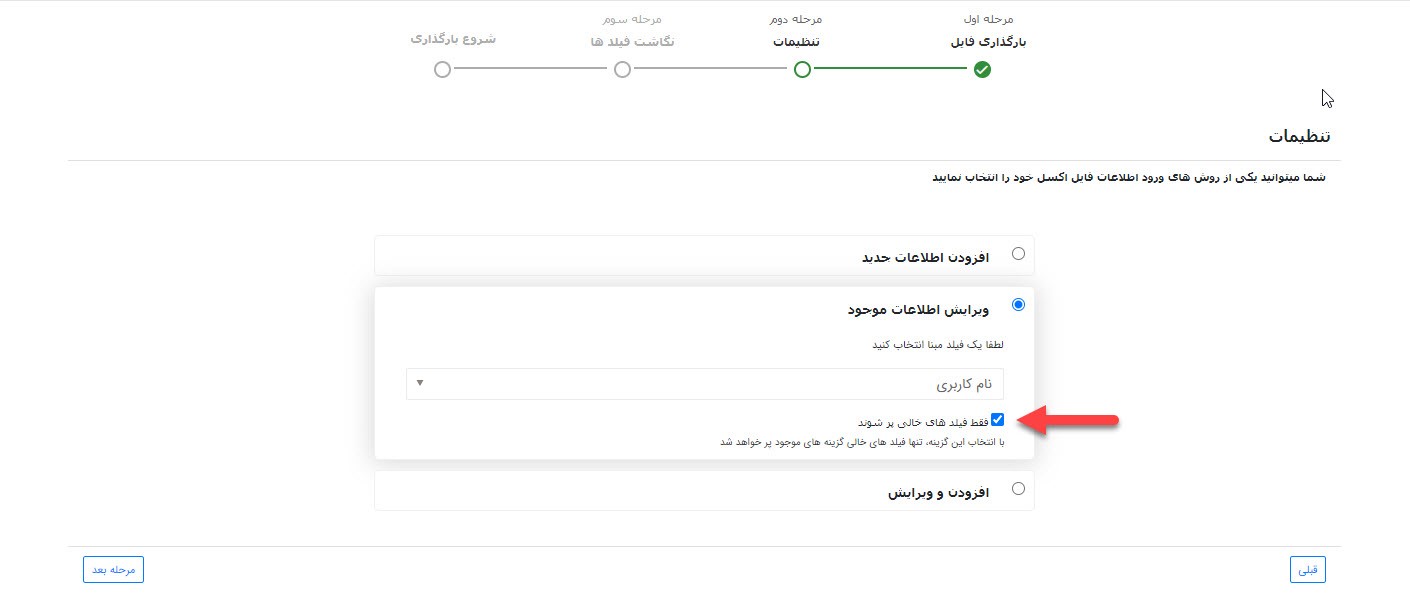 مرحله اول
بارگذاری فایل
مرحله دوم
تنظیمات
مرحله سوم
نگاشت فیلد ها
شروع بارگذاری
تنظیمات
شما میتوانید یکی از روش های ورود اطلاعات فایل اکسل خود را انتخاب نمایید
افزودن اطلاعات جدید
ویرایش اطلاعات موجود
لطفا یک فیلد مبنا انتخاب کنید
نام کاربری
فقط فیلد های خالی پر شوند
با انتخاب این گزینه، تنها فیلد های خالی گزینه های موجود پر خواهد شد
افزودن و ویرایش
قبلی
مرحله بعد